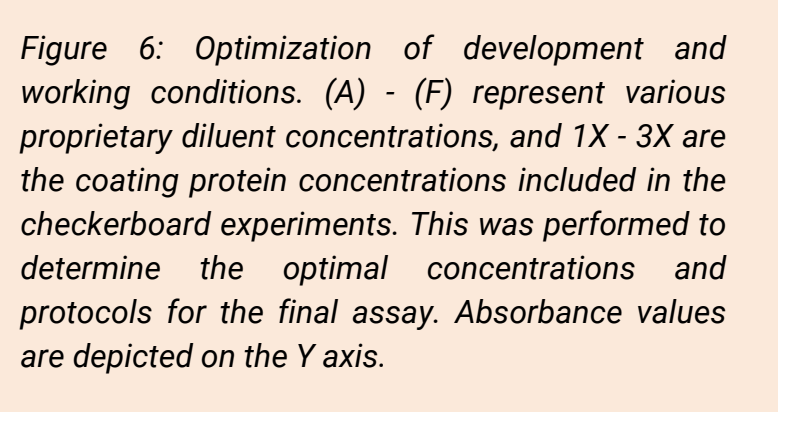 Figure 6: Optimization of development and
working conditions. (A) - (F) represent various
proprietary diluent concentrations, and 1X - 3X are
the coating protein concentrations included in the
checkerboard experiments. This was performed to
determine the optimal concentrations and
protocols for the final assay. Absorbance values
are depicted on the Y axis.